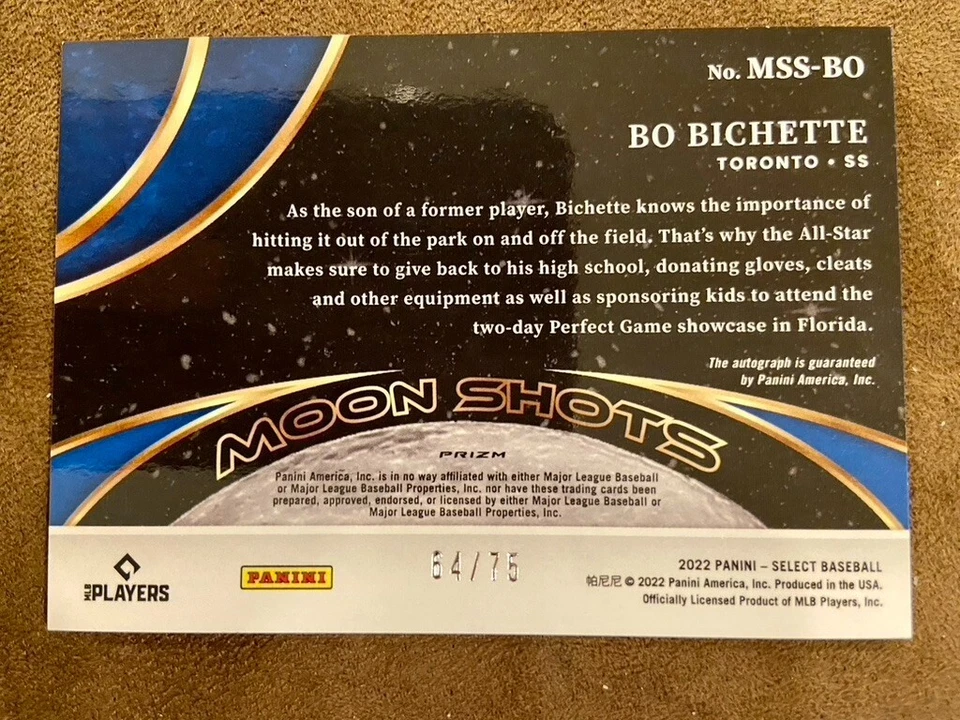 No. MSS-BO
BO BICHETTE
TORONTO • SS
As the son of a former player, Bichette knows the importance of
hitting it out of the park on and off the field. That's why the All-Star
makes sure to give back to his high school, donating gloves, cleats
and other equipment as well as sponsoring kids to attend the
two-day Perfect Game showcase in Florida.
The autograph is guaranteed
by Panini America, Inc.
MOON SHOTS
PRIZM
Panini America, Inc. is in no way affiliated with either Major League Baseball
or Major League Baseball Properties, Inc. nor have these trading cards been
prepared, approved, endorsed, or licensed by either Major League Baseball or
Major League Baseball Properties, Inc.
MLB PLAYERS
PANINI
64/75
2022 PANINI – SELECT BASEBALL
帕尼尼 © 2022 Panini America, Inc. Produced in the USA.
Officially Licensed Product of MLB Players, Inc.